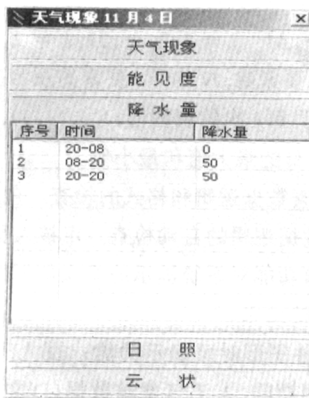 天气现象11月4日
天气现象
能 见 度
降 水 量
序号 时间 降水量
1 20-08 0
2 08-20 50
3 20-20 50
日 照
云 状